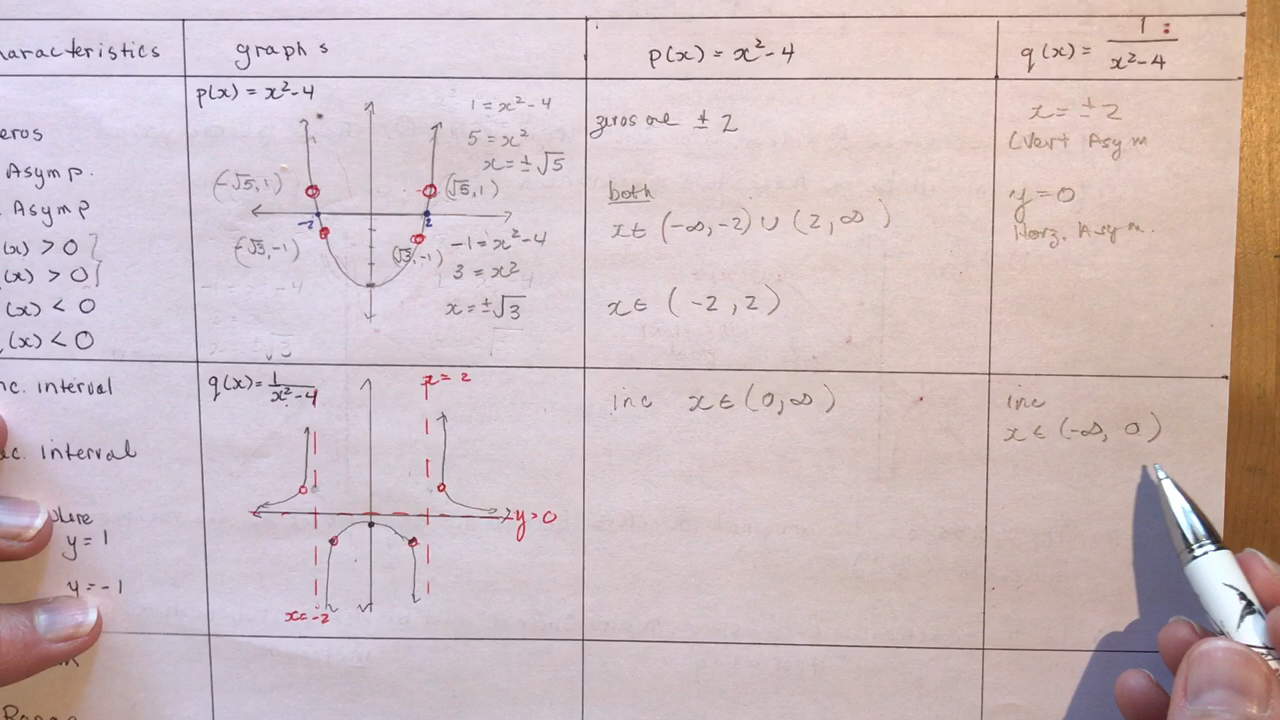 aracteristics
graphs
p(x) = x²-4
q(x) = 1 : / x²-4
eros
Asymp.
Asymp
(x) > 0
(x) > 0
(x) < 0
(x) < 0
p(x) = x²-4
1 = x²-4
5 = x²
x = ±√5
(-√5,1)
(√5,1)
-2
2
(-√3,-1)
(√3,-1)
-1 = x²-4
3 = x²
x = ±√3
zeros are ±2
both
x∈ (-∞,-2) ∪ (2,∞)
x∈ (-2,2)
x = ±2
(Vert Asym
y = 0
Horz. Asym.
nc. interval
c. interval
where
y = 1
y = -1
q(x) = 1 / x²-4
x = 2
y=0
x=-2
inc x∈(0,∞)
inc
x∈ (-∞, 0)
Range